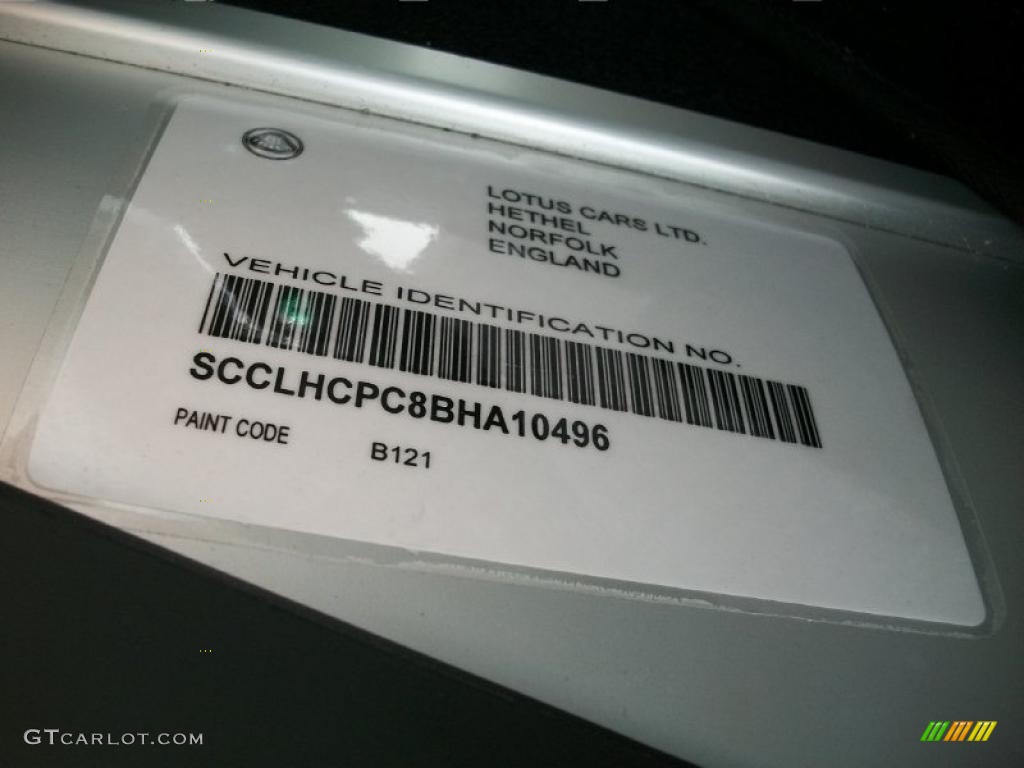 LOTUS CARS LTD.
HETHEL
NORFOLK
ENGLAND
VEHICLE IDENTIFICATION NO.
SCCLHCPC8BHA10496
PAINT CODE B121
GTCARLOT.COM